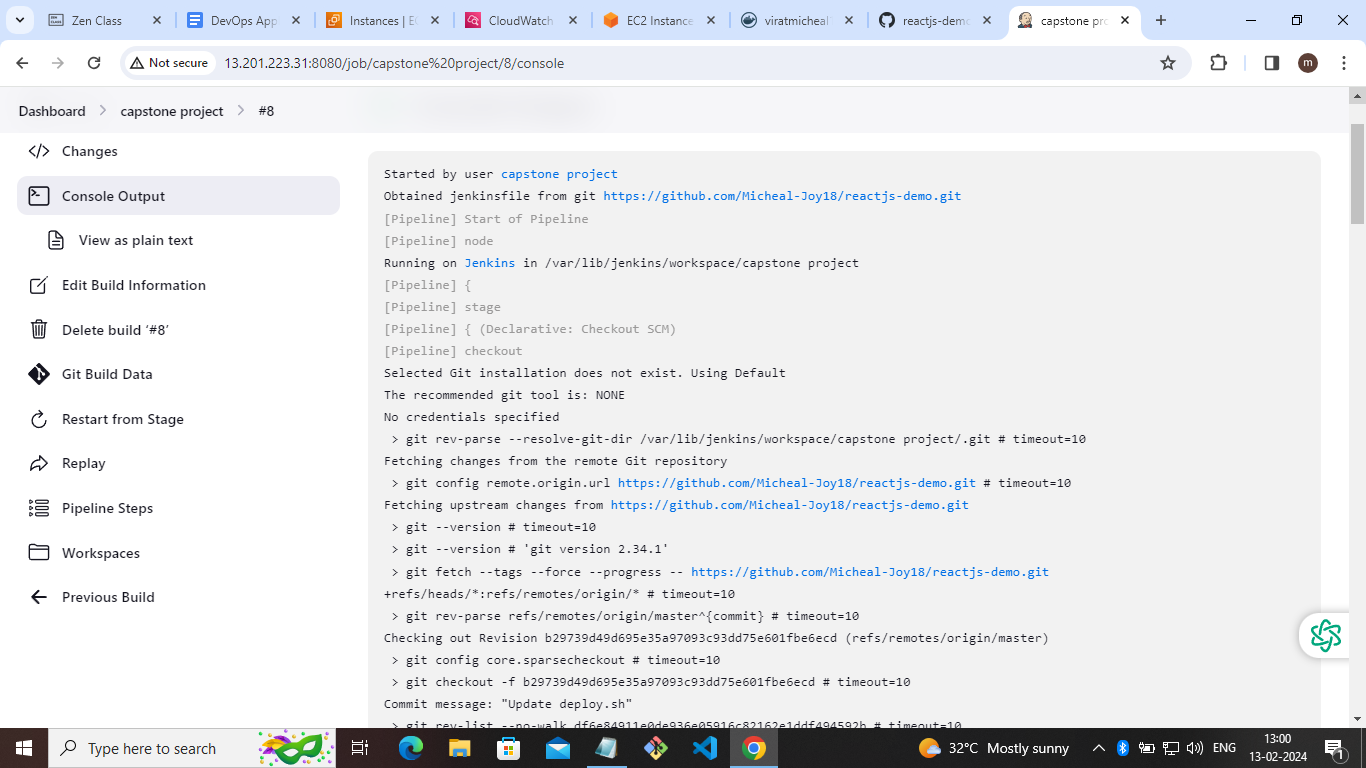 Zen Class
DevOps App
Instances | EC
CloudWatch
EC2 Instance
viratmicheal
reactjs-demo
capstone pro
Not secure
13.201.223.31:8080/job/capstone%20project/8/console
m
Dashboard
capstone project
#8
Changes
Console Output
View as plain text
Edit Build Information
Delete build ‘#8’
Git Build Data
Restart from Stage
Replay
Pipeline Steps
Workspaces
Previous Build
Started by user capstone project
Obtained jenkinsfile from git https://github.com/Micheal-Joy18/reactjs-demo.git
[Pipeline] Start of Pipeline
[Pipeline] node
Running on Jenkins in /var/lib/jenkins/workspace/capstone project
[Pipeline] {
[Pipeline] stage
[Pipeline] { (Declarative: Checkout SCM)
[Pipeline] checkout
Selected Git installation does not exist. Using Default
The recommended git tool is: NONE
No credentials specified
> git rev-parse --resolve-git-dir /var/lib/jenkins/workspace/capstone project/.git # timeout=10
Fetching changes from the remote Git repository
> git config remote.origin.url https://github.com/Micheal-Joy18/reactjs-demo.git # timeout=10
Fetching upstream changes from https://github.com/Micheal-Joy18/reactjs-demo.git
> git --version # timeout=10
> git --version # 'git version 2.34.1'
> git fetch --tags --force --progress -- https://github.com/Micheal-Joy18/reactjs-demo.git
+refs/heads/*:refs/remotes/origin/* # timeout=10
> git rev-parse refs/remotes/origin/master^{commit} # timeout=10
Checking out Revision b29739d49d695e35a97093c93dd75e601fbe6ecd (refs/remotes/origin/master)
> git config core.sparsecheckout # timeout=10
> git checkout -f b29739d49d695e35a97093c93dd75e601fbe6ecd # timeout=10
Commit message: "Update deploy.sh"
> git rev-list --no-walk df6e84911e0de936e05916c82162e1ddf494592b # timeout=10
Type here to search
32°C Mostly sunny
ENG
13:00
13-02-2024
1